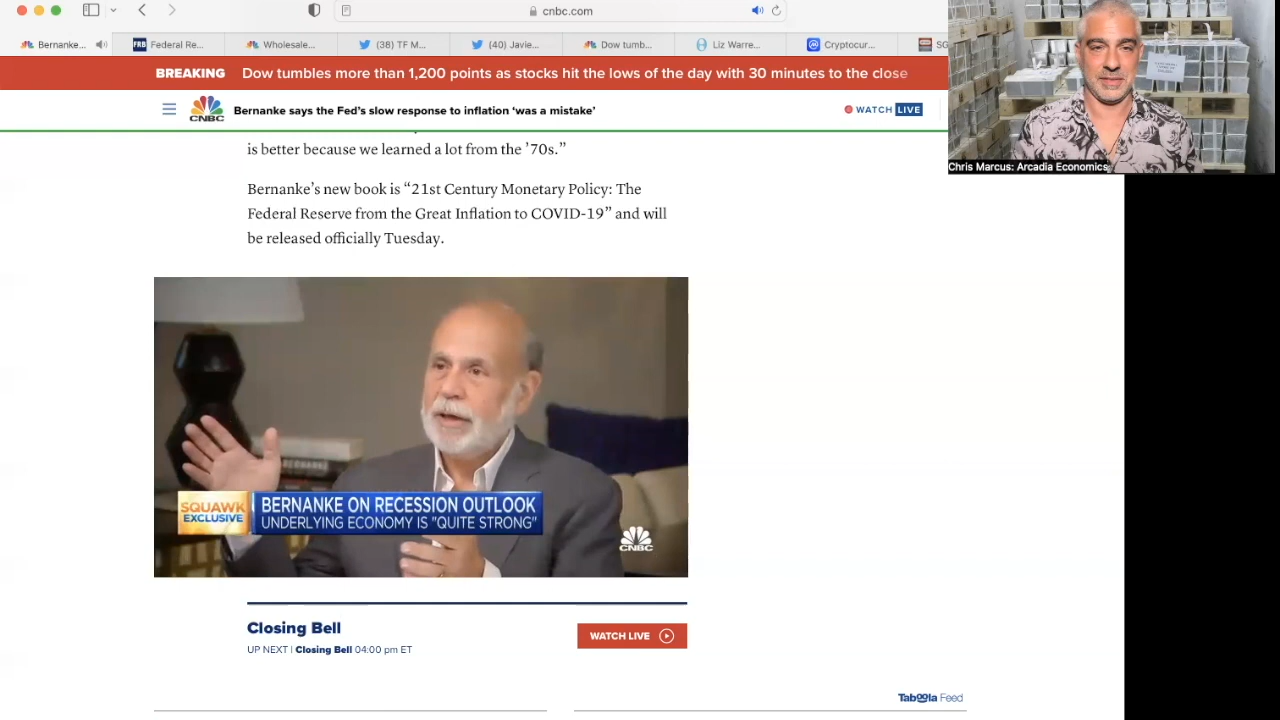 cnbc.com
Bernanke...
FRB
Federal Re...
Wholesale...
(38) TF M...
(40) Javie...
Dow tumb...
Liz Warre...
Cryptocur...
SG
BREAKING
Dow tumbles more than 1,200 points as stocks hit the lows of the day with 30 minutes to the close
CNBC
Bernanke says the Fed’s slow response to inflation ‘was a mistake’
WATCH LIVE
Chris Marcus: Arcadia Economics
is better because we learned a lot from the ’70s.”
Bernanke’s new book is “21st Century Monetary Policy: The
Federal Reserve from the Great Inflation to COVID-19” and will
be released officially Tuesday.
BERNANKE
SQUAWK
EXCLUSIVE
BERNANKE ON RECESSION OUTLOOK
UNDERLYING ECONOMY IS "QUITE STRONG"
CNBC
Closing Bell
UP NEXT | Closing Bell 04:00 pm ET
WATCH LIVE
Taboola Feed